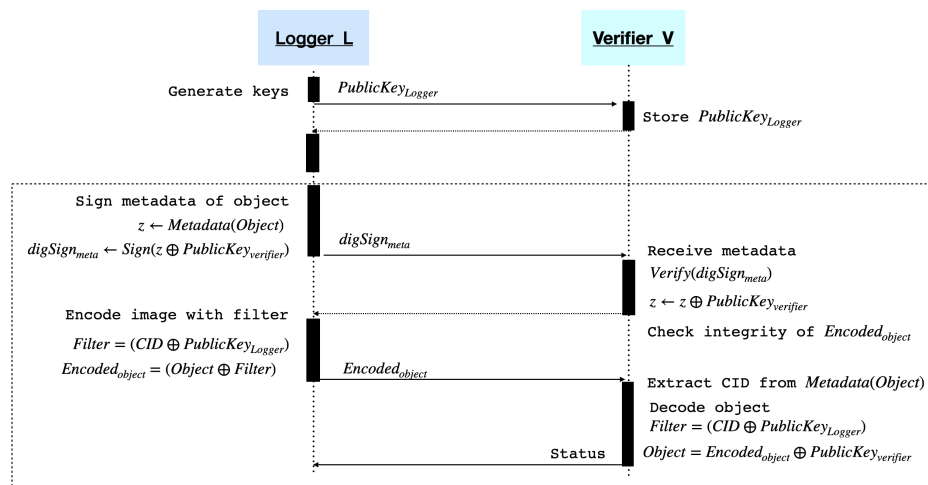 Logger L
Verifier V
Generate keys
PublicKey_Logger
Store PublicKey_Logger
Sign metadata of object
z ← Metadata(Object)
digSign_meta ← Sign(z ⊕ PublicKey_verifier)
digSign_meta
Receive metadata
Verify(digSign_meta)
z ← z ⊕ PublicKey_verifier
Encode image with filter
Check integrity of Encoded_object
Filter = (CID ⊕ PublicKey_Logger)
Encoded_object = (Object ⊕ Filter)
Encoded_object
Extract CID from Metadata(Object)
Decode object
Filter = (CID ⊕ PublicKey_Logger)
Status
Object = Encoded_object ⊕ PublicKey_verifier